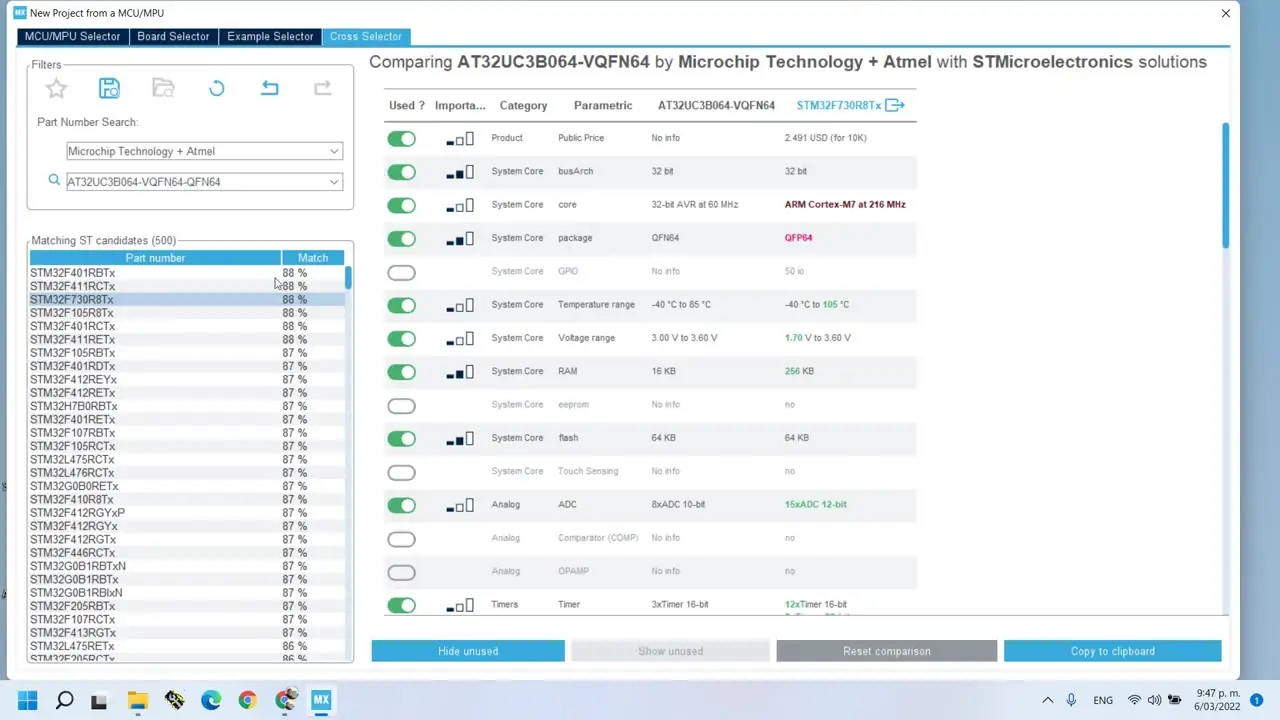 MX New Project from a MCU/MPU
MCU/MPU Selector Board Selector Example Selector Cross Selector
Filters
Part Number Search:
Microchip Technology + Atmel
AT32UC3B064-VQFN64-QFN64
Matching ST candidates (500)
Part number Match
STM32F401RBTx 88 %
STM32F411RCTx 88 %
STM32F730R8Tx 88 %
STM32F105R8Tx 88 %
STM32F401RCTx 88 %
STM32F411RETx 88 %
STM32F105RBTx 87 %
STM32F401RDTx 87 %
STM32F412REYx 87 %
STM32F412RETx 87 %
STM32H7B0RBTx 87 %
STM32F401RETx 87 %
STM32F107RBTx 87 %
STM32F105RCTx 87 %
STM32L475RCTx 87 %
STM32L476RCTx 87 %
STM32G0B0RETx 87 %
STM32F410R8Tx 87 %
STM32F412RGYxP 87 %
STM32F412RGYx 87 %
STM32F412RGTx 87 %
STM32F446RCTx 87 %
STM32G0B1RBTxN 87 %
STM32G0B1RBTx 87 %
STM32G0B1RBIxN 87 %
STM32F205RBTx 87 %
STM32F107RCTx 87 %
STM32F413RGTx 87 %
STM32L475RETx 86 %
STM32F205RCTx 86 %
Comparing AT32UC3B064-VQFN64 by Microchip Technology + Atmel with STMicroelectronics solutions
Used ? Importa... Category Parametric AT32UC3B064-VQFN64 STM32F730R8Tx
Product Public Price No info 2.491 USD (for 10K)
System Core busArch 32 bit 32 bit
System Core core 32-bit AVR at 60 MHz ARM Cortex-M7 at 216 MHz
System Core package QFN64 QFP64
System Core GPIO No info 50 io
System Core Temperature range -40 °C to 85 °C -40 °C to 105 °C
System Core Voltage range 3.00 V to 3.60 V 1.70 V to 3.60 V
System Core RAM 16 KB 256 KB
System Core eeprom No info no
System Core flash 64 KB 64 KB
System Core Touch Sensing No info no
Analog ADC 8xADC 10-bit 15xADC 12-bit
Analog Comparator (COMP) No info no
Analog OPAMP No info no
Timers Timer 3xTimer 16-bit 12xTimer 16-bit
Hide unused Show unused Reset comparison Copy to clipboard
MX
ENG
9:47 p. m.
6/03/2022
1